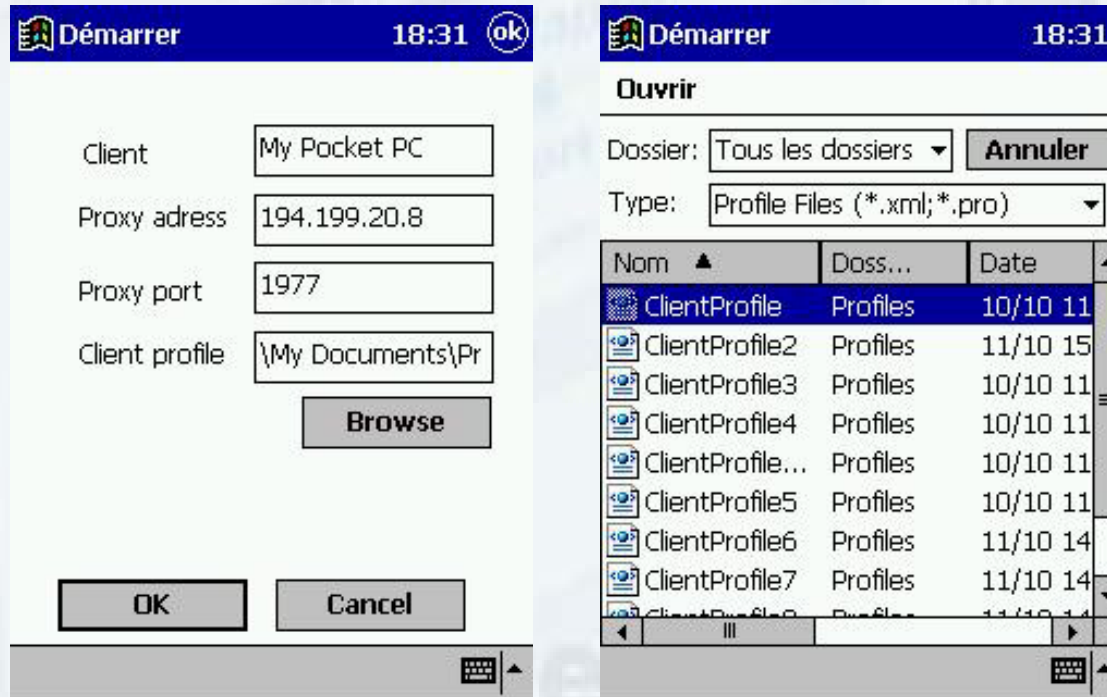 Démarrer 18:31 ok
Client My Pocket PC
Proxy adress 194.199.20.8
Proxy port 1977
Client profile \My Documents\Pr
Browse
OK Cancel
Démarrer 18:31
Ouvrir
Dossier: Tous les dossiers Annuler
Type: Profile Files (*.xml;*.pro)
Nom Doss... Date
ClientProfile Profiles 10/10 11
ClientProfile2 Profiles 11/10 15
ClientProfile3 Profiles 10/10 11
ClientProfile4 Profiles 10/10 11
ClientProfile... Profiles 10/10 11
ClientProfile5 Profiles 10/10 11
ClientProfile6 Profiles 11/10 14
ClientProfile7 Profiles 11/10 14